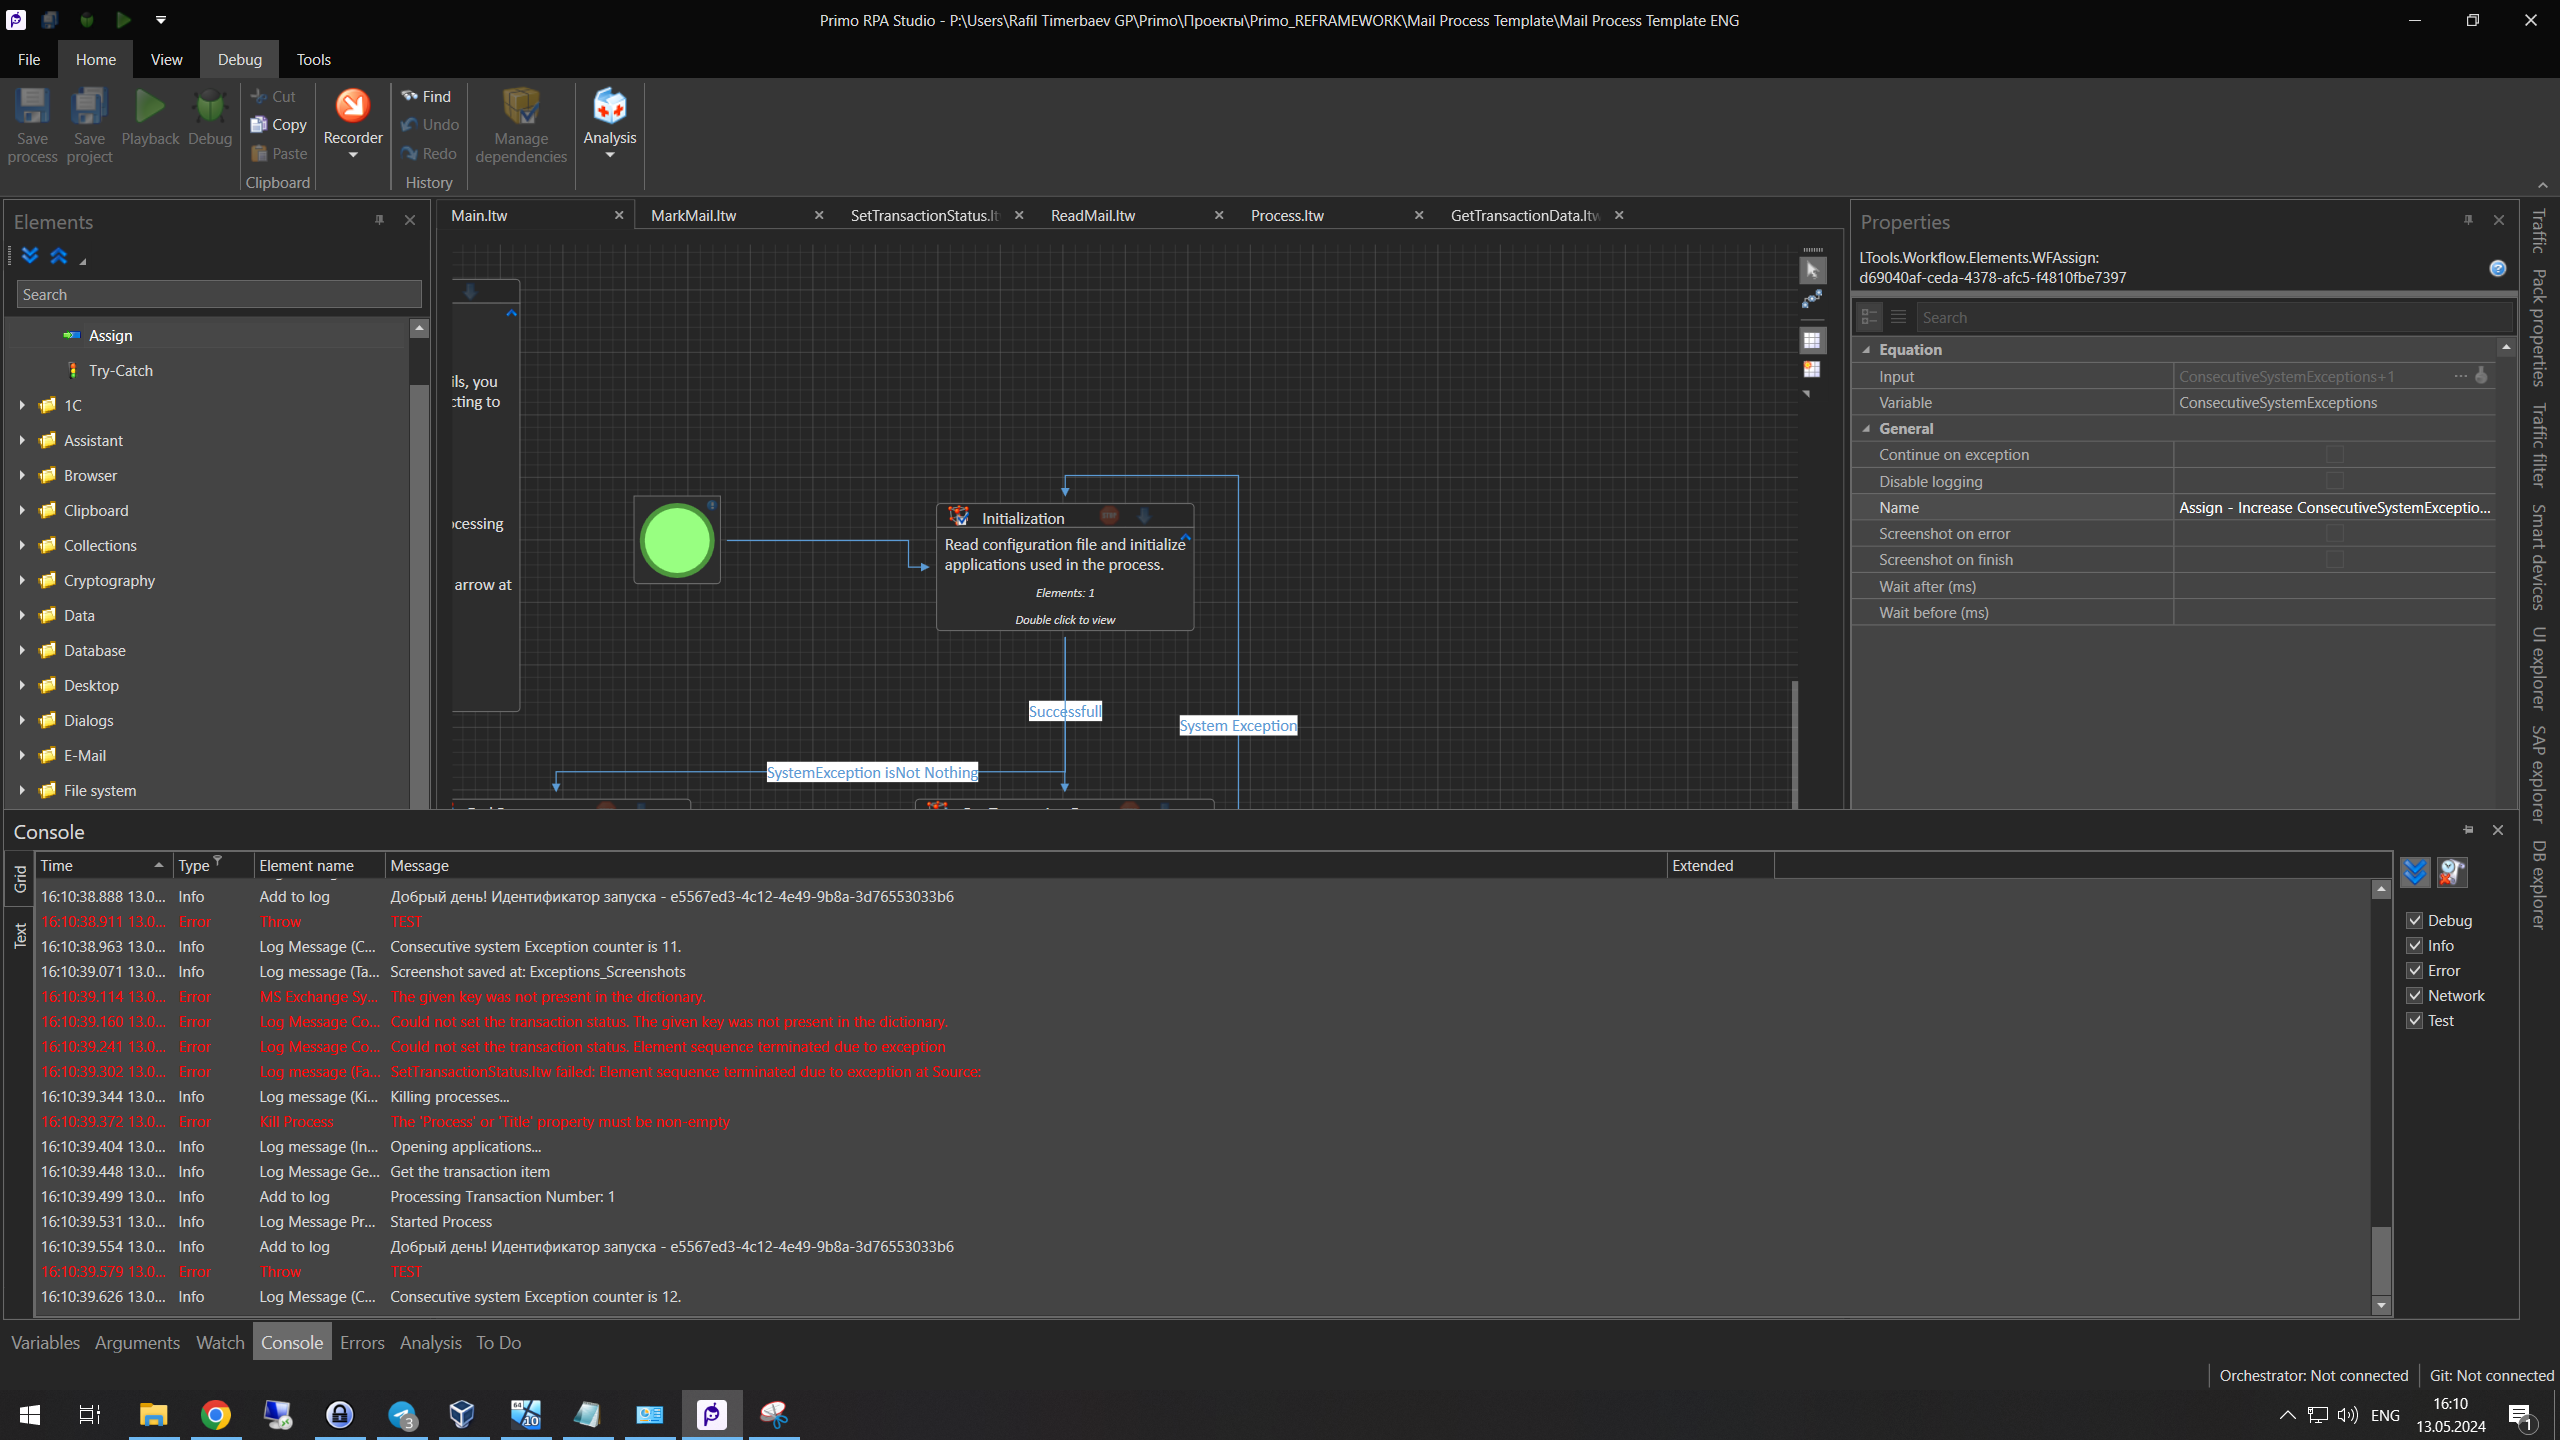 Primo RPA Studio - P:\Users\Rafil Timerbaev GP\Primo\Проекты\Primo_REFRAMEWORK\Mail Process Template\Mail Process Template ENG
File
Home
View
Debug
Tools
Save process
Save project
Playback
Debug
Cut
Copy
Paste
Clipboard
Recorder
Find
Undo
Redo
History
Manage dependencies
Analysis
Elements
Search
Assign
Try-Catch
1C
Assistant
Browser
Clipboard
Collections
Cryptography
Data
Database
Desktop
Dialogs
E-Mail
File system
Main.ltw
MarkMail.ltw
SetTransactionStatus.lt
ReadMail.ltw
Process.ltw
GetTransactionData.ltw
ils, you
cting to
ocessing
arrow at
Initialization
STOP
Read configuration file and initialize
applications used in the process.
Elements: 1
Double click to view
Successfull
System Exception
SystemException isNot Nothing
Properties
LTools.Workflow.Elements.WFAssign:
d69040af-ceda-4378-afc5-f4810fbe7397
Search
Equation
Input ConsecutiveSystemExceptions+1 ...
Variable ConsecutiveSystemExceptions
General
Continue on exception
Disable logging
Name Assign - Increase ConsecutiveSystemExceptio...
Screenshot on error
Screenshot on finish
Wait after (ms)
Wait before (ms)
Traffic
Pack properties
Traffic filter
Smart devices
UI explorer
SAP explorer
DB explorer
Console
Grid
Text
Time Type Element name Message Extended
16:10:38.888 13.0... Info Add to log Добрый день! Идентификатор запуска - e5567ed3-4c12-4e49-9b8a-3d76553033b6
16:10:38.911 13.0... Error Throw TEST
16:10:38.963 13.0... Info Log Message (C... Consecutive system Exception counter is 11.
16:10:39.071 13.0... Info Log message (Ta... Screenshot saved at: Exceptions_Screenshots
16:10:39.114 13.0... Error MS Exchange Sy... The given key was not present in the dictionary.
16:10:39.160 13.0... Error Log Message Co... Could not set the transaction status. The given key was not present in the dictionary.
16:10:39.241 13.0... Error Log Message Co... Could not set the transaction status. Element sequence terminated due to exception
16:10:39.302 13.0... Error Log message (Fa... SetTransactionStatus.ltw failed: Element sequence terminated due to exception at Source:
16:10:39.344 13.0... Info Log message (Ki... Killing processes...
16:10:39.372 13.0... Error Kill Process The 'Process' or 'Title' property must be non-empty
16:10:39.404 13.0... Info Log message (In... Opening applications...
16:10:39.448 13.0... Info Log Message Ge... Get the transaction item
16:10:39.499 13.0... Info Add to log Processing Transaction Number: 1
16:10:39.531 13.0... Info Log Message Pr... Started Process
16:10:39.554 13.0... Info Add to log Добрый день! Идентификатор запуска - e5567ed3-4c12-4e49-9b8a-3d76553033b6
16:10:39.579 13.0... Error Throw TEST
16:10:39.626 13.0... Info Log Message (C... Consecutive system Exception counter is 12.
Debug
Info
Error
Network
Test
Variables
Arguments
Watch
Console
Errors
Analysis
To Do
Orchestrator: Not connected
Git: Not connected
3
64
10
ENG
16:10
13.05.2024
1